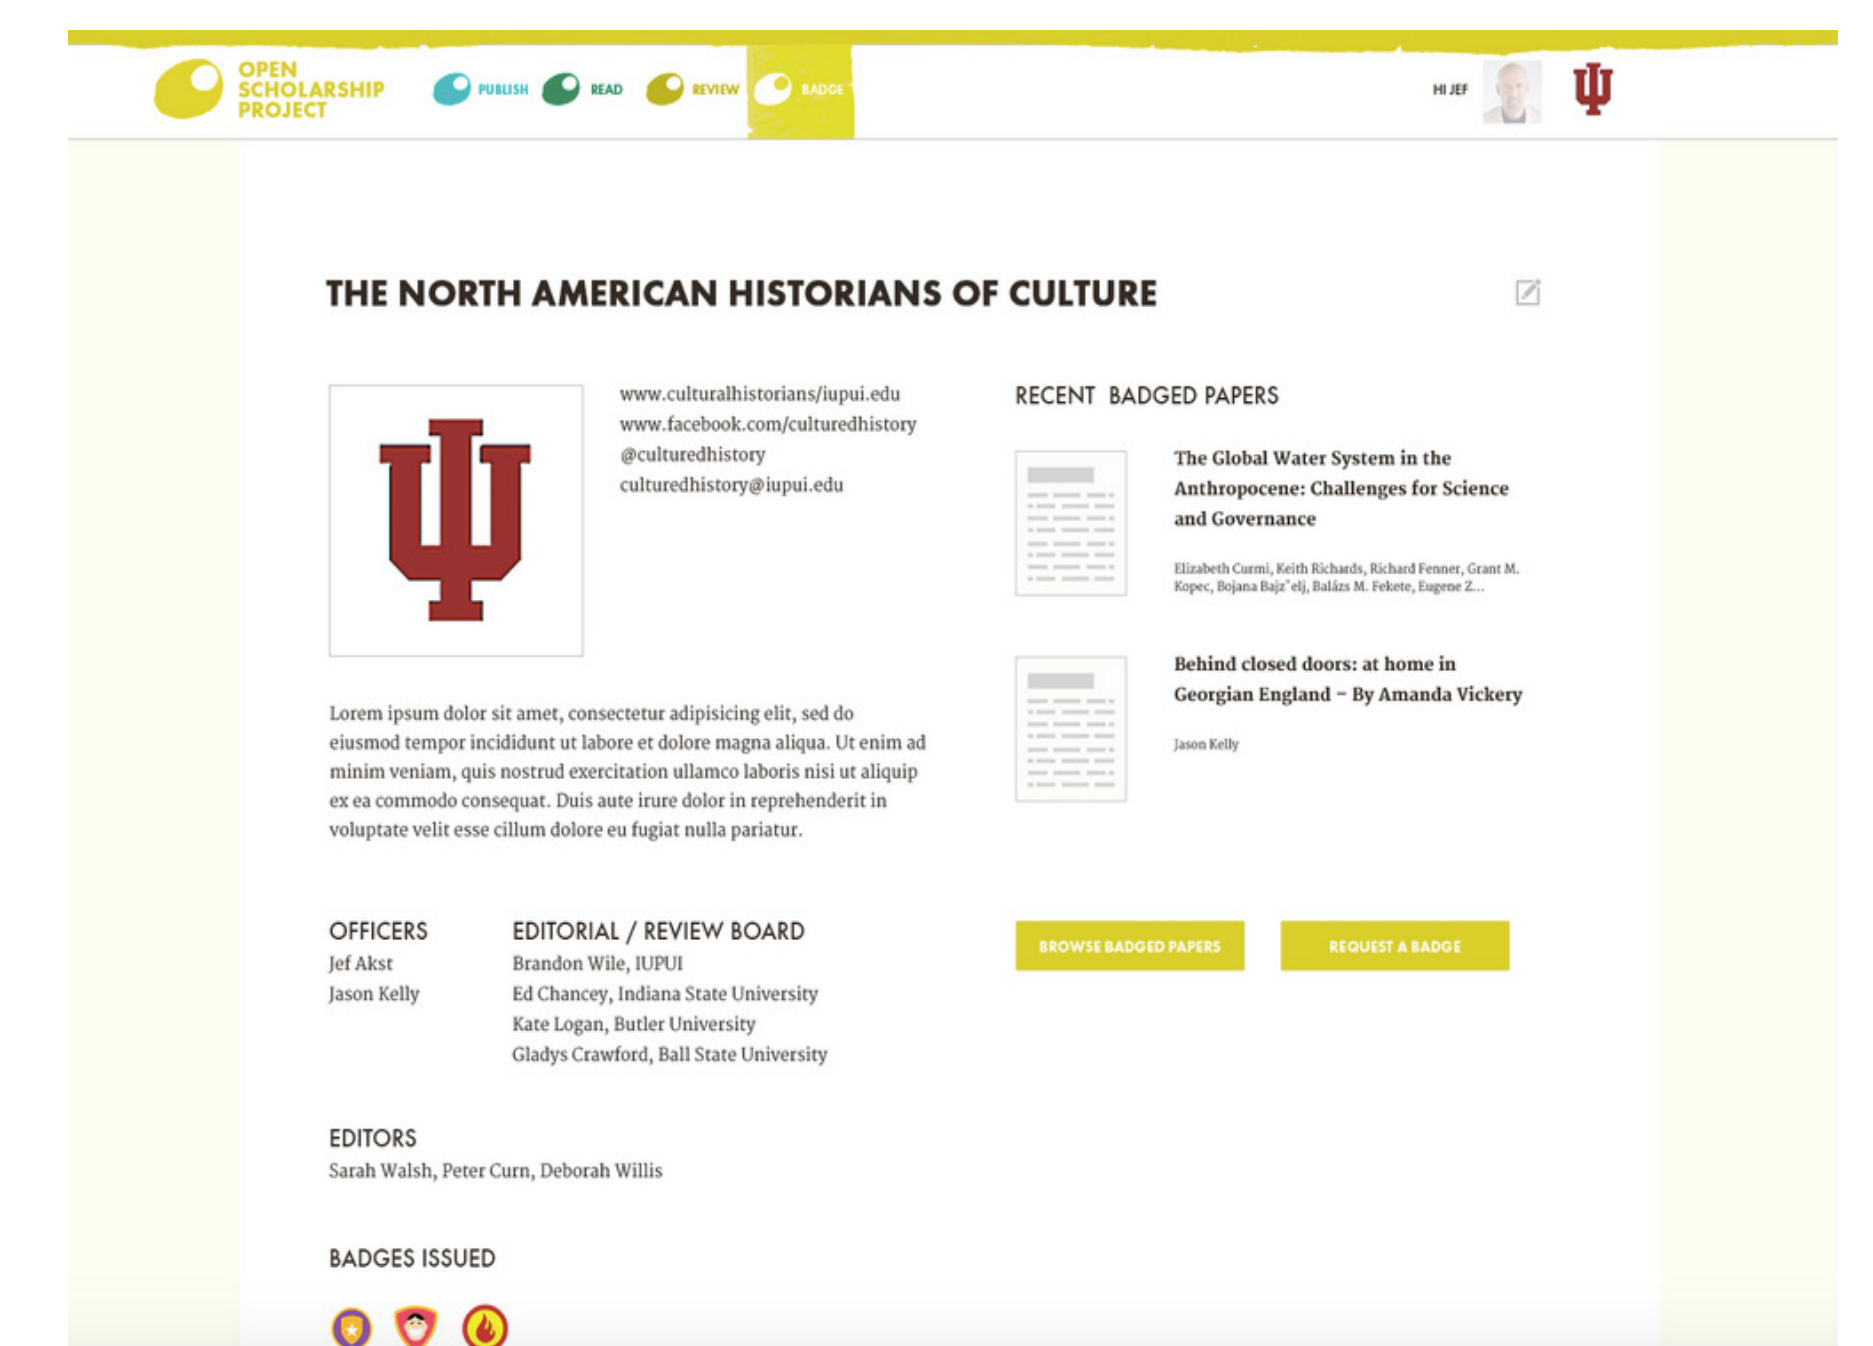 OPEN
SCHOLARSHIP
PROJECT
PUBLISH
READ
REVIEW
BADGE
HI JEF
THE NORTH AMERICAN HISTORIANS OF CULTURE
www.culturalhistorians/iupui.edu
www.facebook.com/culturedhistory
@culturedhistory
culturedhistory@iupui.edu
Lorem ipsum dolor sit amet, consectetur adipisicing elit, sed do
eiusmod tempor incididunt ut labore et dolore magna aliqua. Ut enim ad
minim veniam, quis nostrud exercitation ullamco laboris nisi ut aliquip
ex ea commodo consequat. Duis aute irure dolor in reprehenderit in
voluptate velit esse cillum dolore eu fugiat nulla pariatur.
OFFICERS
Jef Akst
Jason Kelly
EDITORIAL / REVIEW BOARD
Brandon Wile, IUPUI
Ed Chancey, Indiana State University
Kate Logan, Butler University
Gladys Crawford, Ball State University
EDITORS
Sarah Walsh, Peter Curn, Deborah Willis
BADGES ISSUED
RECENT BADGED PAPERS
The Global Water System in the
Anthropocene: Challenges for Science
and Governance
Elizabeth Curmi, Keith Richards, Richard Fenner, Grant M.
Kopec, Bojana Bajzˇelj, Balázs M. Fekete, Eugene Z...
Behind closed doors: at home in
Georgian England – By Amanda Vickery
Jason Kelly
BROWSE BADGED PAPERS
REQUEST A BADGE